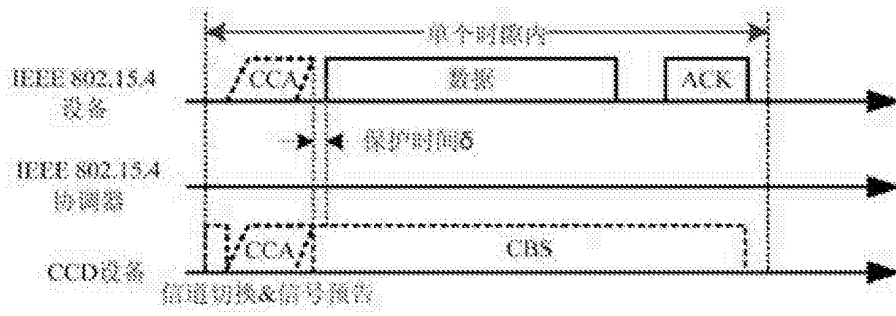 单个时隙内
IEEE 802.15.4
设备
CCA
数据
ACK
保护时间δ
IEEE 802.15.4
协调器
CCD设备
CCA
CBS
信道切换&信号预告